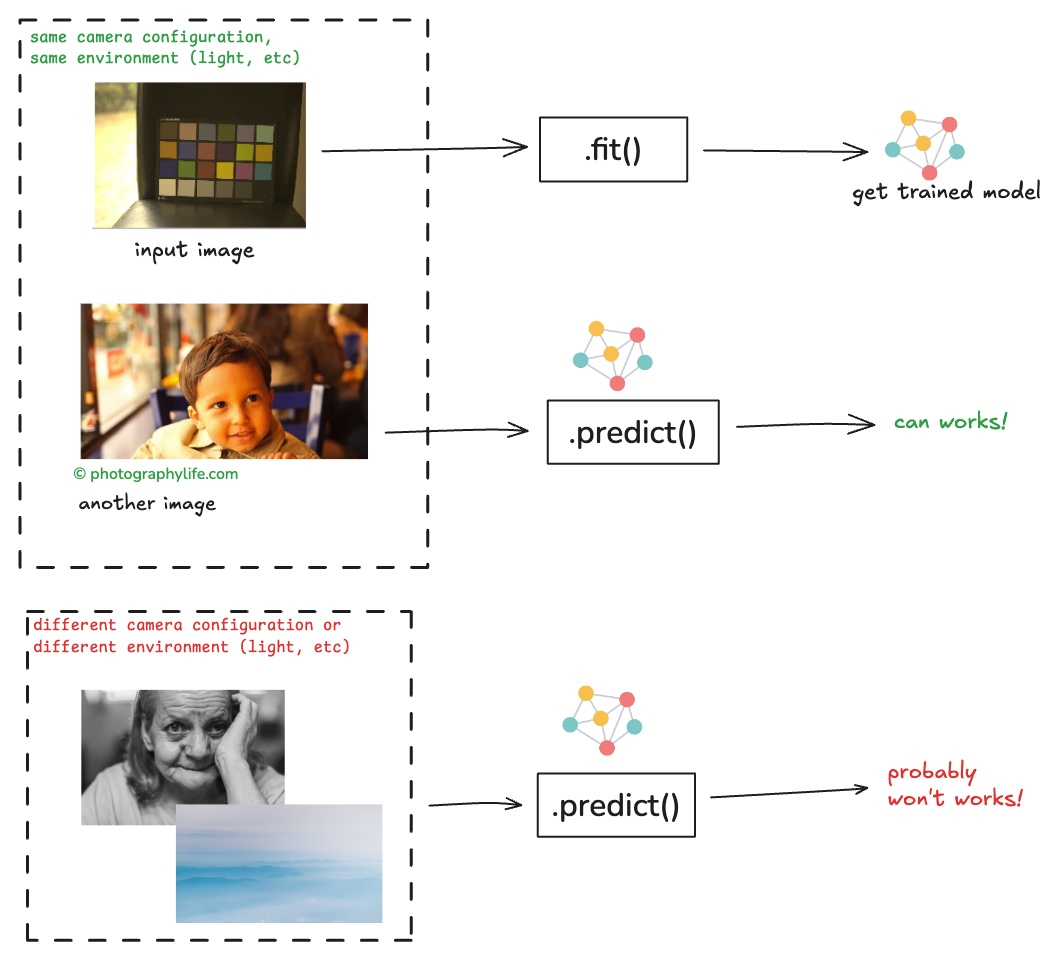 same camera configuration,
same environment (light, etc)
.fit()
get trained model
input image
.predict()
can works!
© photographylife.com
another image
different camera configuration or
different environment (light, etc)
.predict()
probably
won't works!